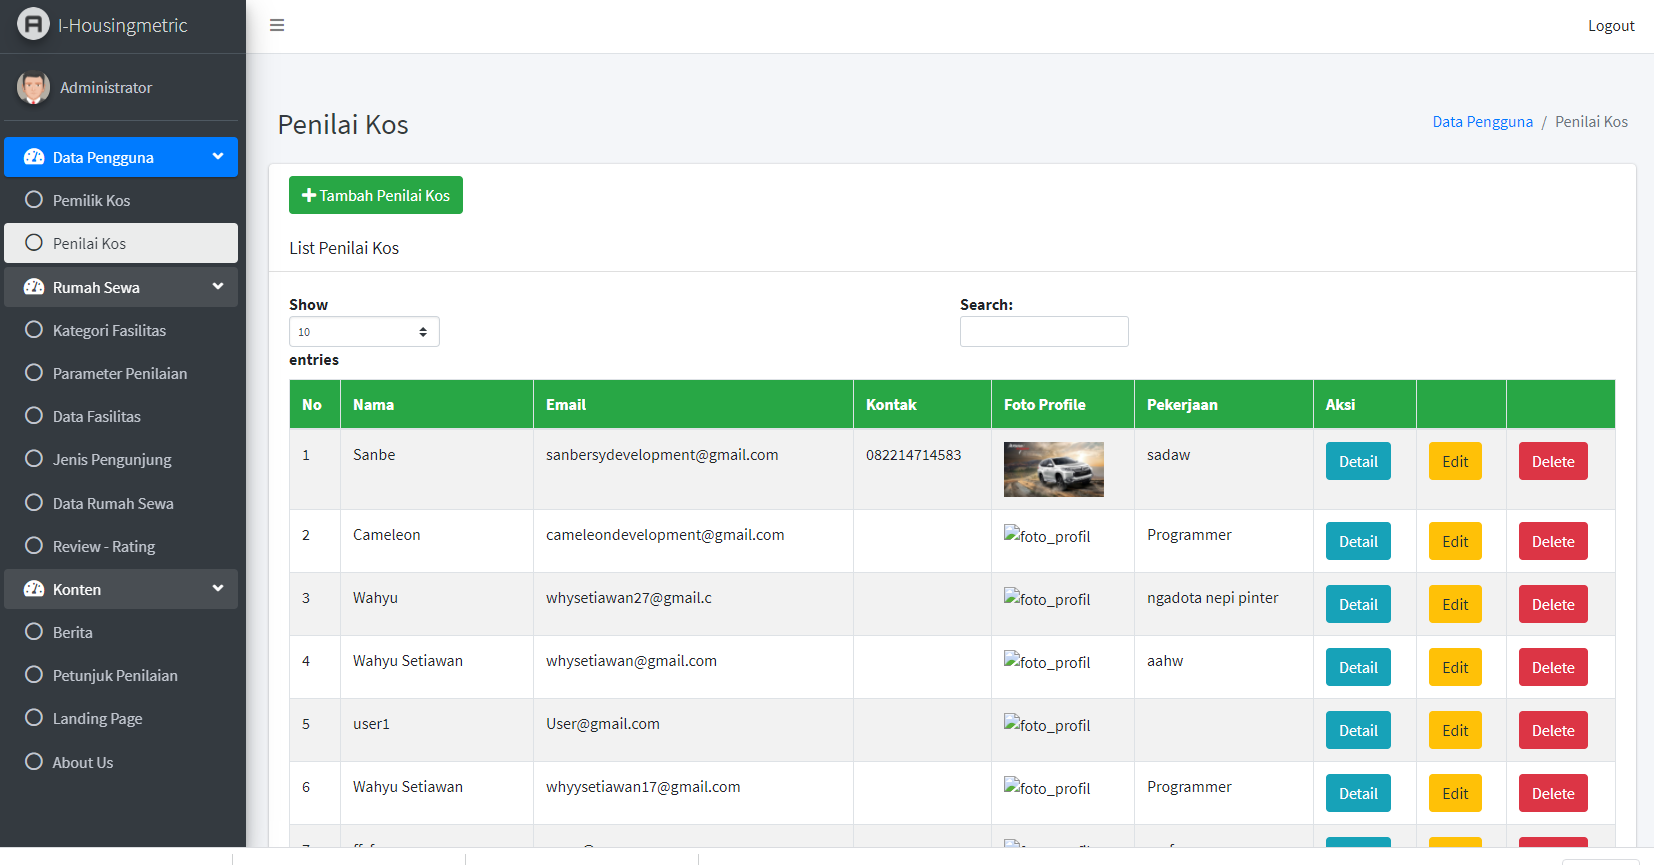 I-Housingmetric
Logout
Administrator
Penilai Kos
Data Pengguna / Penilai Kos
Data Pengguna
Pemilik Kos
Penilai Kos
Rumah Sewa
Kategori Fasilitas
Parameter Penilaian
Data Fasilitas
Jenis Pengunjung
Data Rumah Sewa
Review - Rating
Konten
Berita
Petunjuk Penilaian
Landing Page
About Us
Tambah Penilai Kos
List Penilai Kos
Show
10
entries
Search:
No Nama Email Kontak Foto Profile Pekerjaan Aksi
1 Sanbe sanbersydevelopment@gmail.com 082214714583 sadaw Detail Edit Delete
2 Cameleon cameleondevelopment@gmail.com foto_profil Programmer Detail Edit Delete
3 Wahyu whysetiawan27@gmail.c foto_profil ngadota nepi pinter Detail Edit Delete
4 Wahyu Setiawan whysetiawan@gmail.com foto_profil aahw Detail Edit Delete
5 user1 User@gmail.com foto_profil Detail Edit Delete
6 Wahyu Setiawan whyysetiawan17@gmail.com foto_profil Programmer Detail Edit Delete